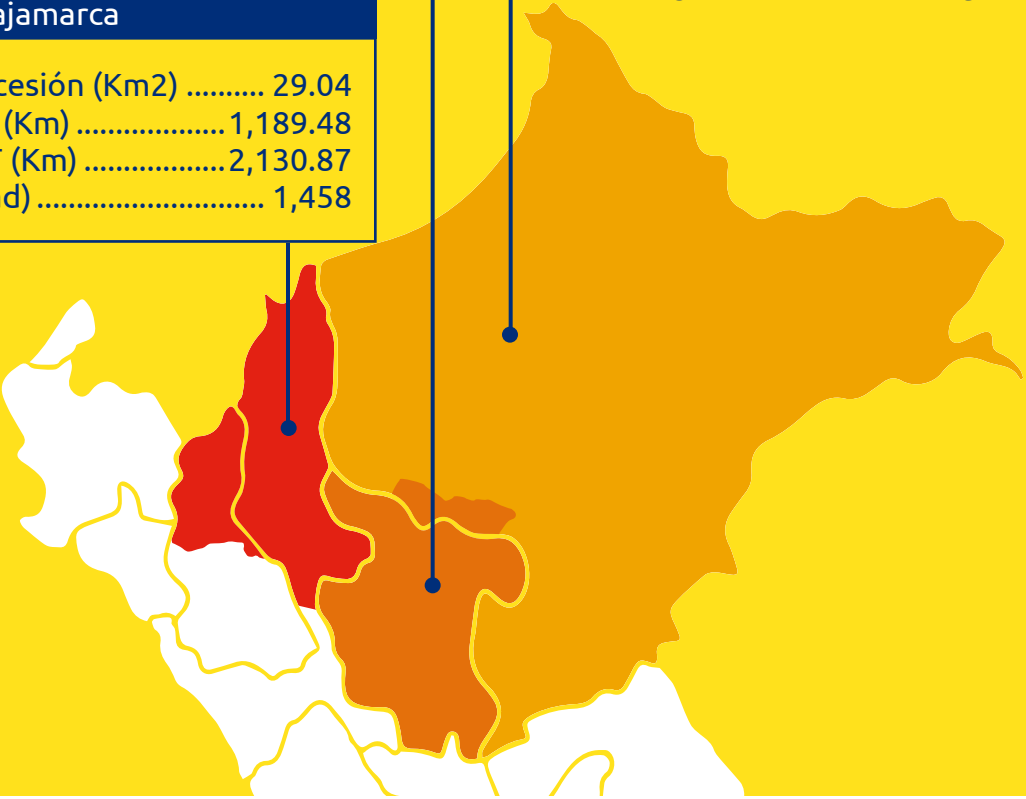 ajamarca
cesión (Km2) .......... 29.04
(Km) ................... 1,189.48
(Km) .................. 2,130.87
d) ............................. 1,458